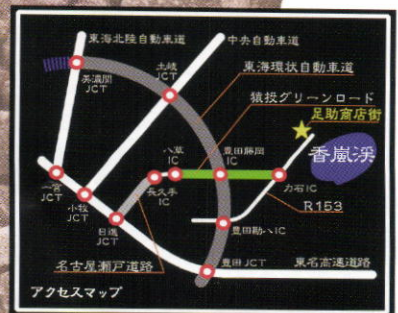 東海北陸自動車道
中央自動車道
美濃関
JCT
土岐
JCT
東海環状自動車道
猿投グリーンロード
足助商店街
香嵐渓
八草
IC
豊田藤岡
IC
一宮
JCT
小牧
JCT
長久手
IC
力石IC
日進
JCT
R153
豊田勘八IC
名古屋瀬戸道路
豊田JCT
東名高速道路
アクセスマップ